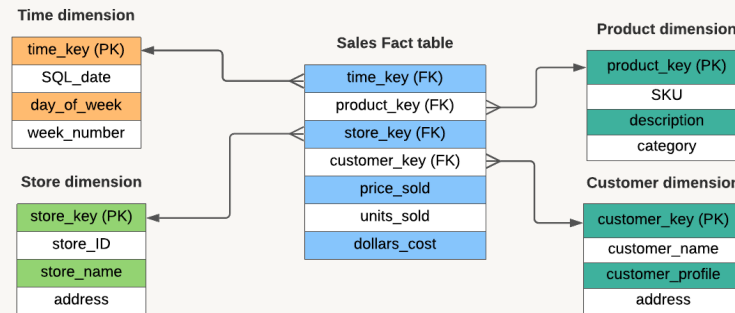 Time dimension
time_key (PK)
SQL_date
day_of_week
week_number
Store dimension
store_key (PK)
store_ID
store_name
address
Sales Fact table
time_key (FK)
product_key (FK)
store_key (FK)
customer_key (FK)
price_sold
units_sold
dollars_cost
Product dimension
product_key (PK)
SKU
description
category
Customer dimension
customer_key (PK)
customer_name
customer_profile
address